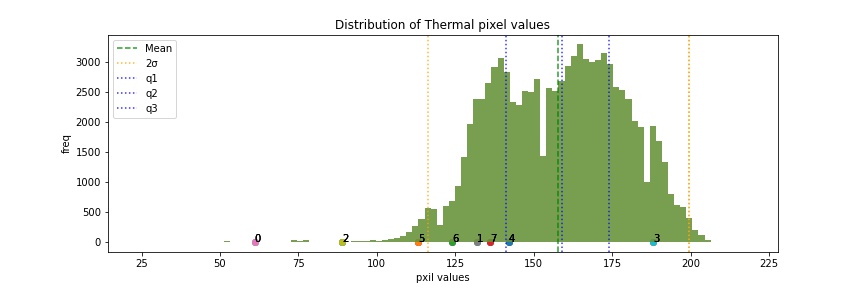 Distribution of Thermal pixel values
Mean
2σ
q1
q2
q3
freq
3000
2500
2000
1500
1000
500
0
0 2 5 6 1 7 4 3
25 50 75 100 125 150 175 200 225
pxil values